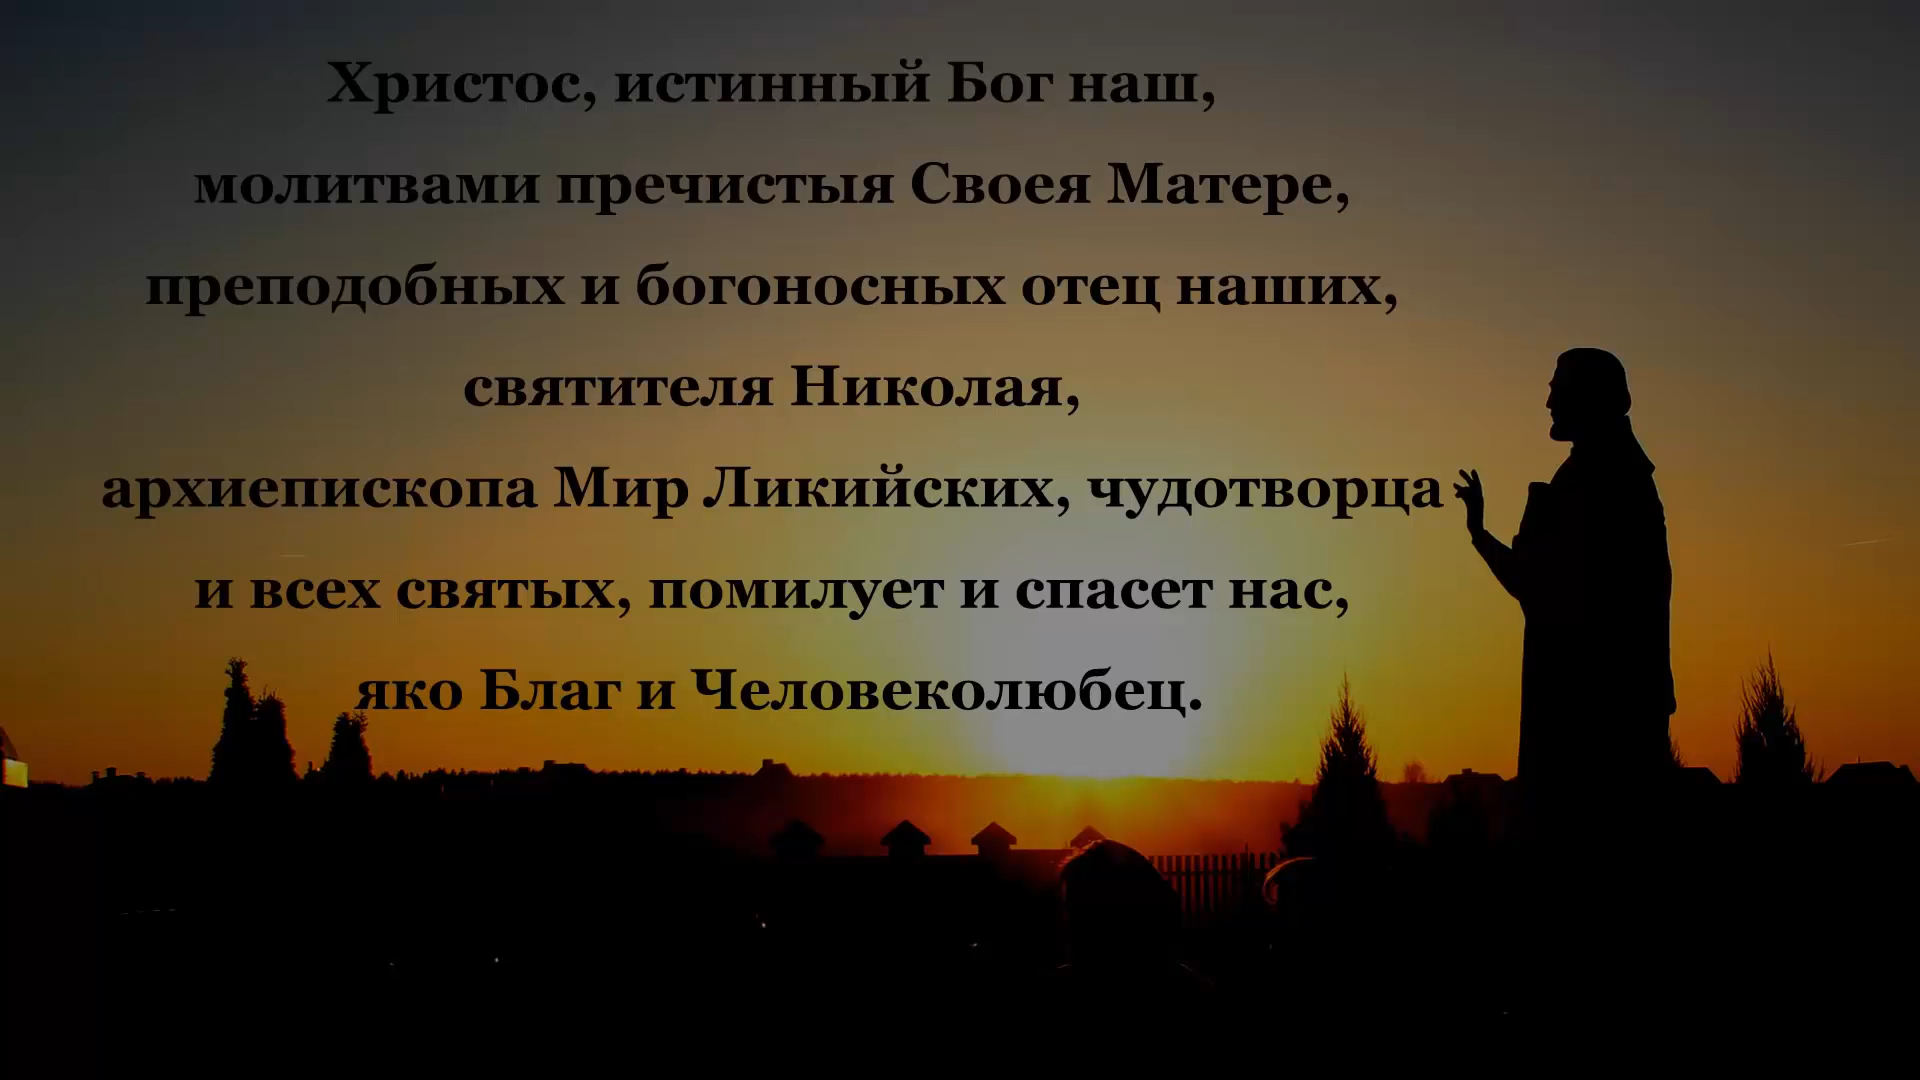 Христос, истинный Бог наш,
молитвами пречистыя Своея Матере,
преподобных и богоносных отец наших,
святителя Николая,
архиепископа Мир Ликийских, чудотворца
и всех святых, помилует и спасет нас,
яко Благ и Человеколюбец.